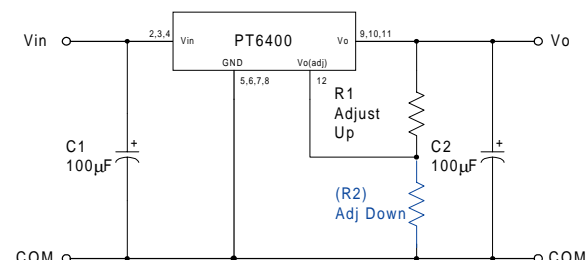 Vin
2,3,4
Vin
PT6400
Vo
9,10,11
Vo
GND
Vo(adj)
5,6,7,8
12
R1
Adjust
Up
C1
100µF
+
C2
100µF
+
(R2)
Adj Down
COM
COM